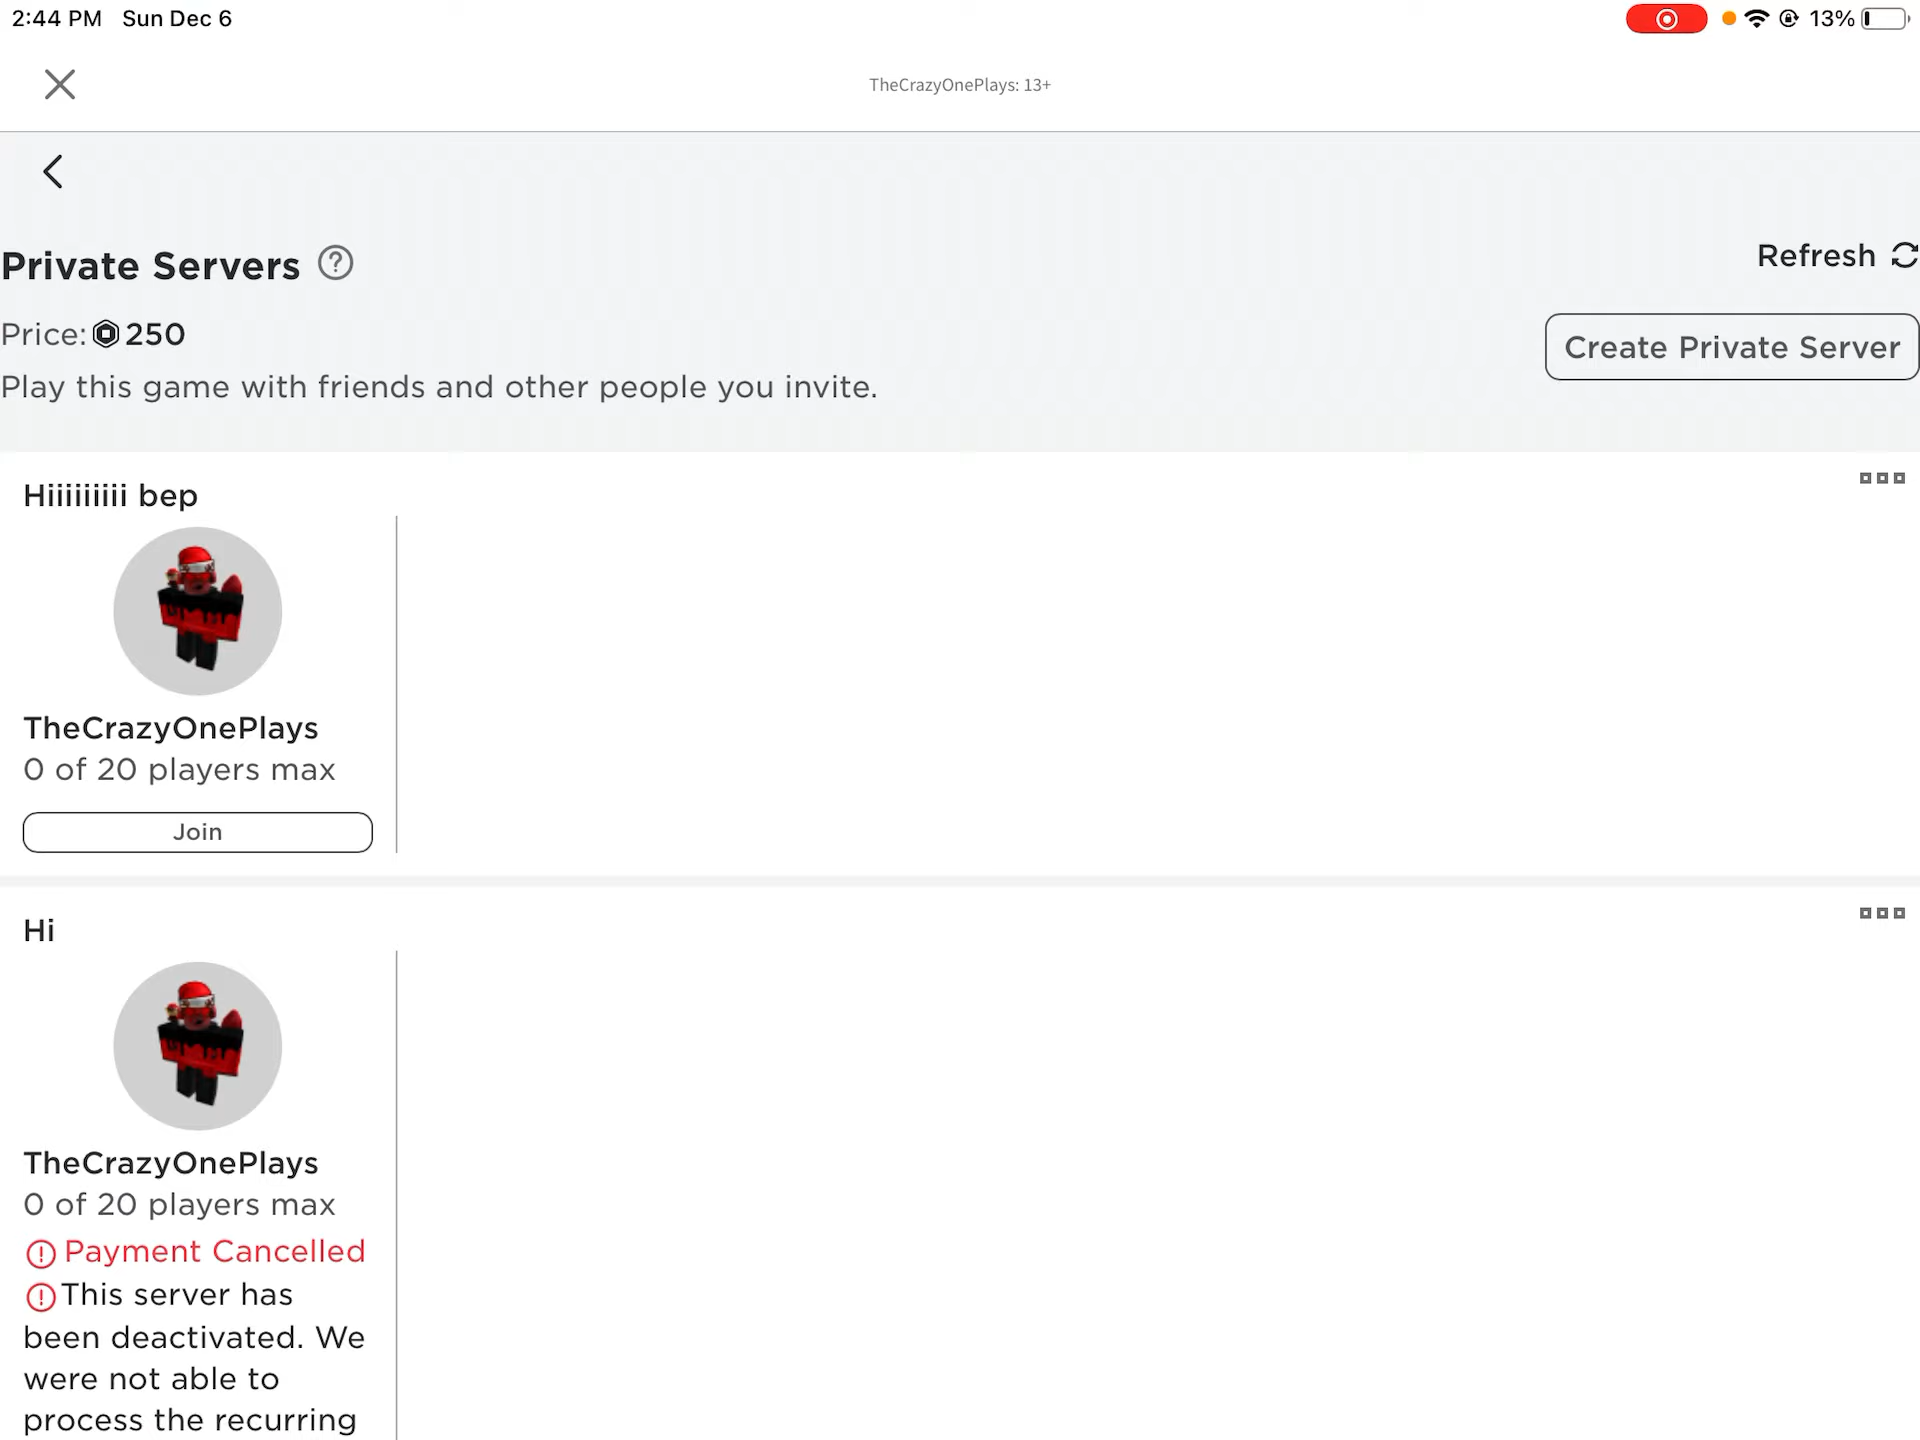 2:44 PM Sun Dec 6
13%
TheCrazyOnePlays: 13+
Private Servers
Refresh
Price: 250
Create Private Server
Play this game with friends and other people you invite.
Hiiiiiiiii bep
TheCrazyOnePlays
0 of 20 players max
Join
Hi
TheCrazyOnePlays
0 of 20 players max
Payment Cancelled
This server has
been deactivated. We
were not able to
process the recurring